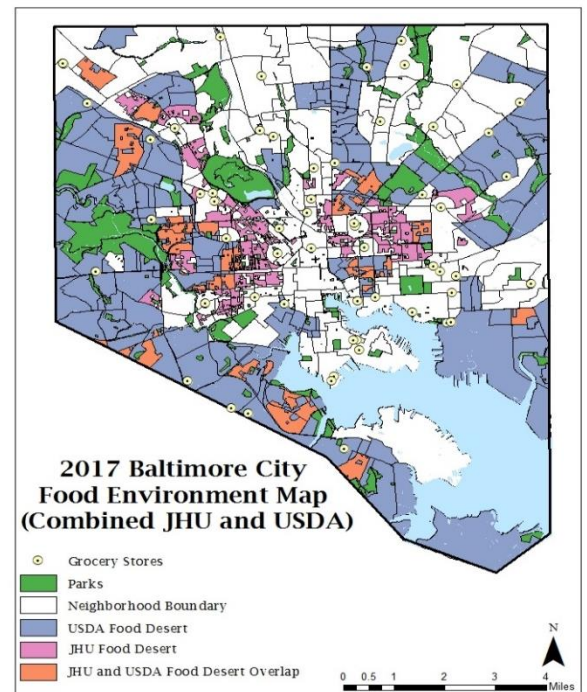 2017 Baltimore City
Food Environment Map
(Combined JHU and USDA)
Grocery Stores
Parks
Neighborhood Boundary
USDA Food Desert
JHU Food Desert
JHU and USDA Food Desert Overlap
N
0 0.5 1 2 3 4
Miles